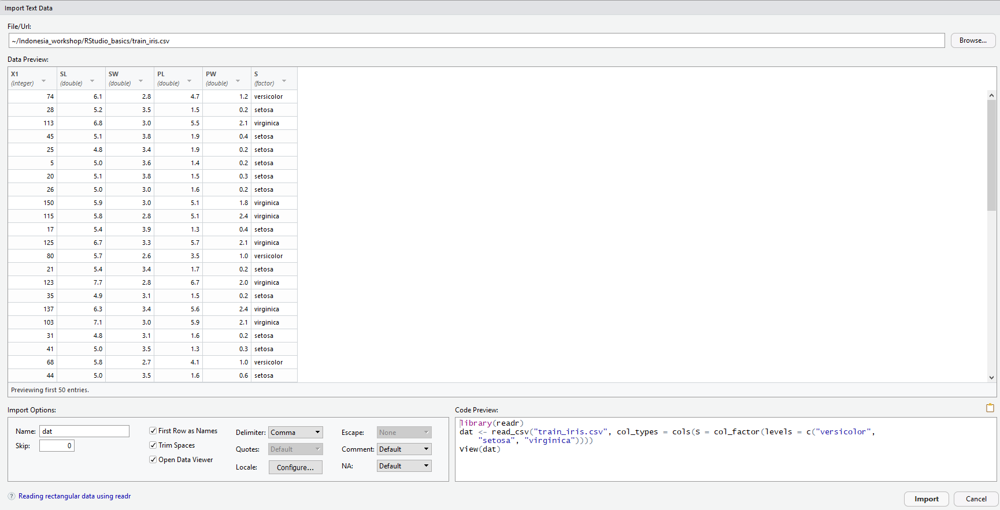 Import Text Data
File/Url:
~/Indonesia_workshop/RStudio_basics/train_iris.csv
Browse...
Data Preview:
X1 SL SW PL PW S
(integer) (double) (double) (double) (double) (factor)
74 6.1 2.8 4.7 1.2 versicolor
28 5.2 3.5 1.5 0.2 setosa
113 6.8 3.0 5.5 2.1 virginica
45 5.1 3.8 1.9 0.4 setosa
25 4.8 3.4 1.9 0.2 setosa
5 5.0 3.6 1.4 0.2 setosa
20 5.1 3.8 1.5 0.3 setosa
26 5.0 3.0 1.6 0.2 setosa
150 5.9 3.0 5.1 1.8 virginica
115 5.8 2.8 5.1 2.4 virginica
17 5.4 3.9 1.3 0.4 setosa
125 6.7 3.3 5.7 2.1 virginica
80 5.7 2.6 3.5 1.0 versicolor
21 5.4 3.4 1.7 0.2 setosa
123 7.7 2.8 6.7 2.0 virginica
35 4.9 3.1 1.5 0.2 setosa
137 6.3 3.4 5.6 2.4 virginica
103 7.1 3.0 5.9 2.1 virginica
31 4.8 3.1 1.6 0.2 setosa
41 5.0 3.5 1.3 0.3 setosa
68 5.8 2.7 4.1 1.0 versicolor
44 5.0 3.5 1.6 0.6 setosa
Previewing first 50 entries.
Import Options:
Name: dat
Skip: 0
First Row as Names
Trim Spaces
Open Data Viewer
Delimiter: Comma
Quotes: Default
Locale: Configure...
Escape: None
Comment: Default
NA: Default
Code Preview:
library(readr)
dat <- read_csv("train_iris.csv", col_types = cols(S = col_factor(levels = c("versicolor",
"setosa", "virginica"))))
View(dat)
? Reading rectangular data using readr
Import
Cancel